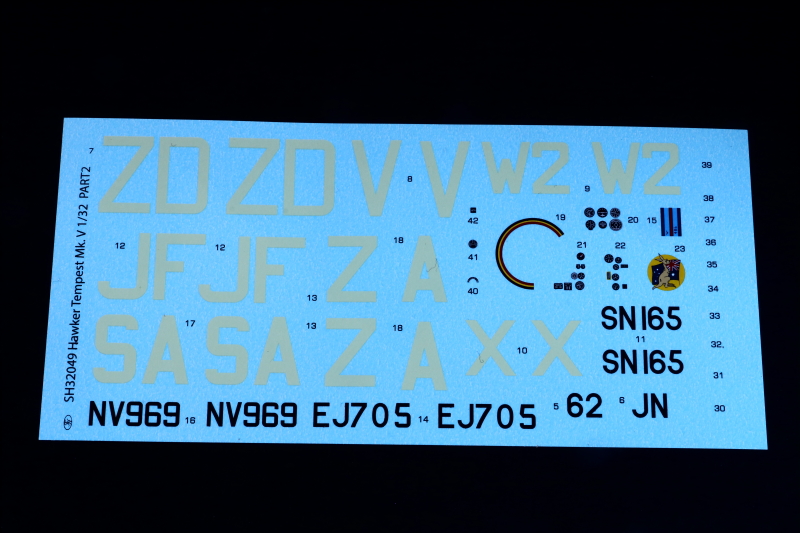 SH32049 Hawker Tempest Mk. V 1/32 PART2
7 ZD ZD V 8 V W2 9 W2 39
38
42 19 20 15 37
12 JF 12 JF 13 Z 18 A 41 21 22 23 36
35
40 34
SA 17 SA 13 Z 18 A X 10 X SN165 33
11 32.
SN165 31
NV969 16 NV969 EJ705 14 EJ705 5 62 6 JN 30